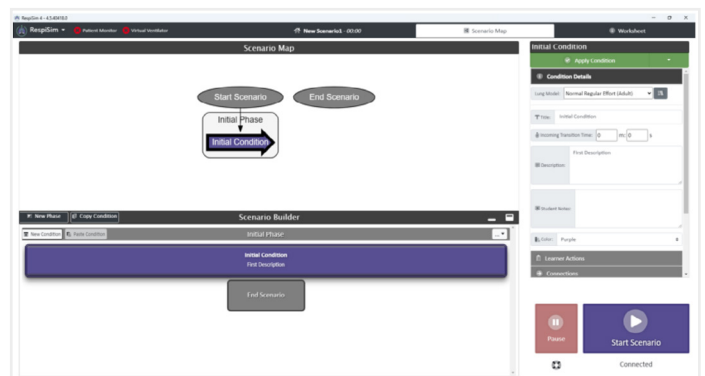 RespiSim 4 - 4.5.40418.0
RespiSim
Patient Monitor
Virtual Ventilator
New Scenario1 - 00:00
Scenario Map
Worksheet
Scenario Map
Start Scenario
End Scenario
Initial Phase
Initial Condition
New Phase
Copy Condition
Scenario Builder
New Condition
Paste Condition
Initial Phase
...
Initial Condition
First Description
End Scenario
Initial Condition
Apply Condition
Condition Details
Lung Model: Normal Regular Effort (Adult)
Title: Initial Condition
Incoming Transition Time: 0 m: 0 s
Description: First Description
Student Notes:
Color: Purple
Learner Actions
Connections
Pause
Start Scenario
Connected